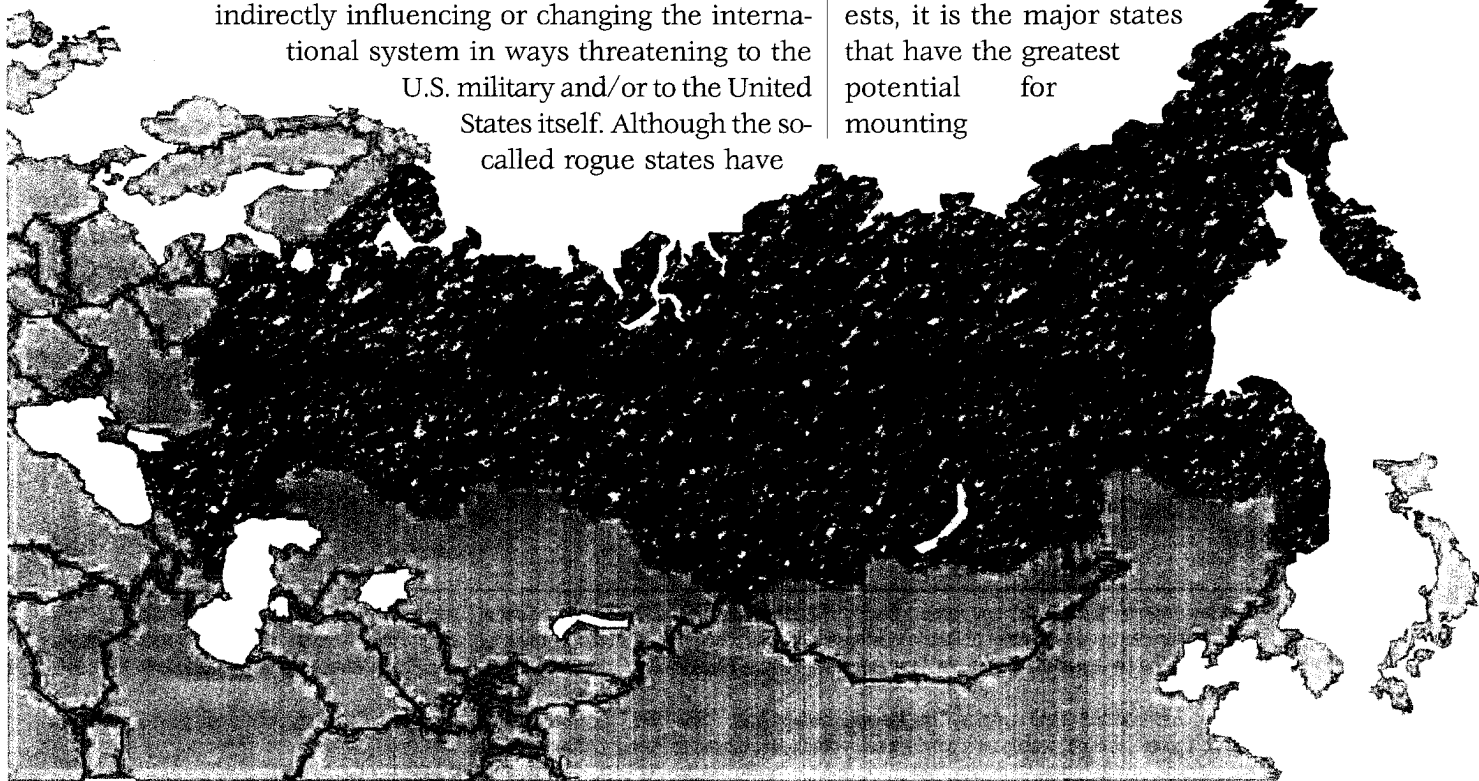 indirectly influencing or changing the interna-
tional system in ways threatening to the
U.S. military and/or to the United
States itself. Although the so-
called rogue states have
ests, it is the major states
that have the greatest
potential for
mounting